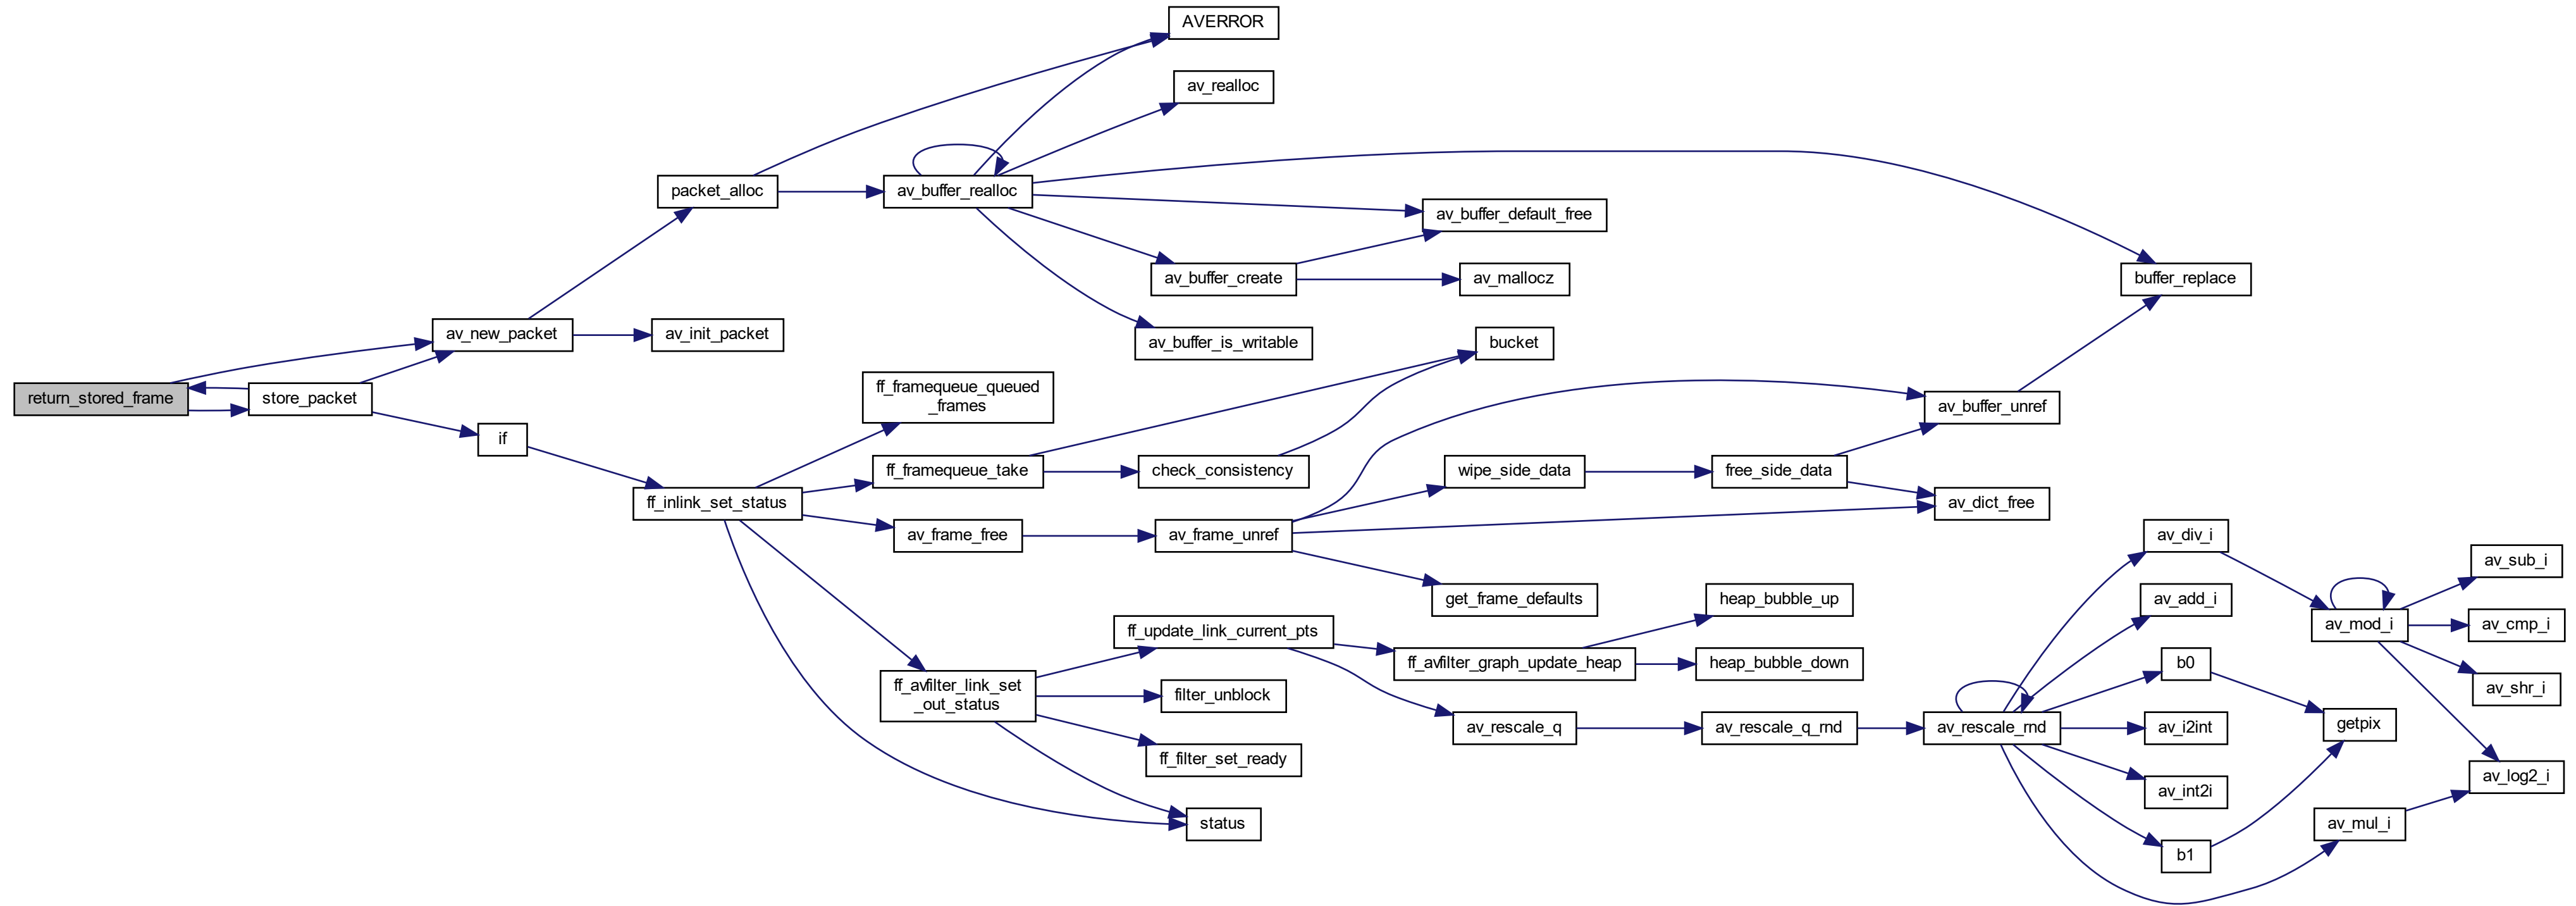 AVERROR
av_realloc
packet_alloc
av_buffer_realloc
av_buffer_default_free
av_buffer_create
av_mallocz
buffer_replace
av_new_packet
av_init_packet
av_buffer_is_writable
bucket
return_stored_frame
store_packet
ff_framequeue_queued
_frames
av_buffer_unref
if
ff_framequeue_take
check_consistency
wipe_side_data
free_side_data
ff_inlink_set_status
av_dict_free
av_frame_free
av_frame_unref
av_div_i
av_sub_i
get_frame_defaults
heap_bubble_up
av_add_i
ff_update_link_current_pts
av_mod_i
av_cmp_i
ff_avfilter_graph_update_heap
heap_bubble_down
b0
ff_avfilter_link_set
_out_status
filter_unblock
av_shr_i
av_rescale_q
av_rescale_q_rnd
av_rescale_rnd
av_i2int
getpix
ff_filter_set_ready
av_int2i
av_log2_i
status
av_mul_i
b1